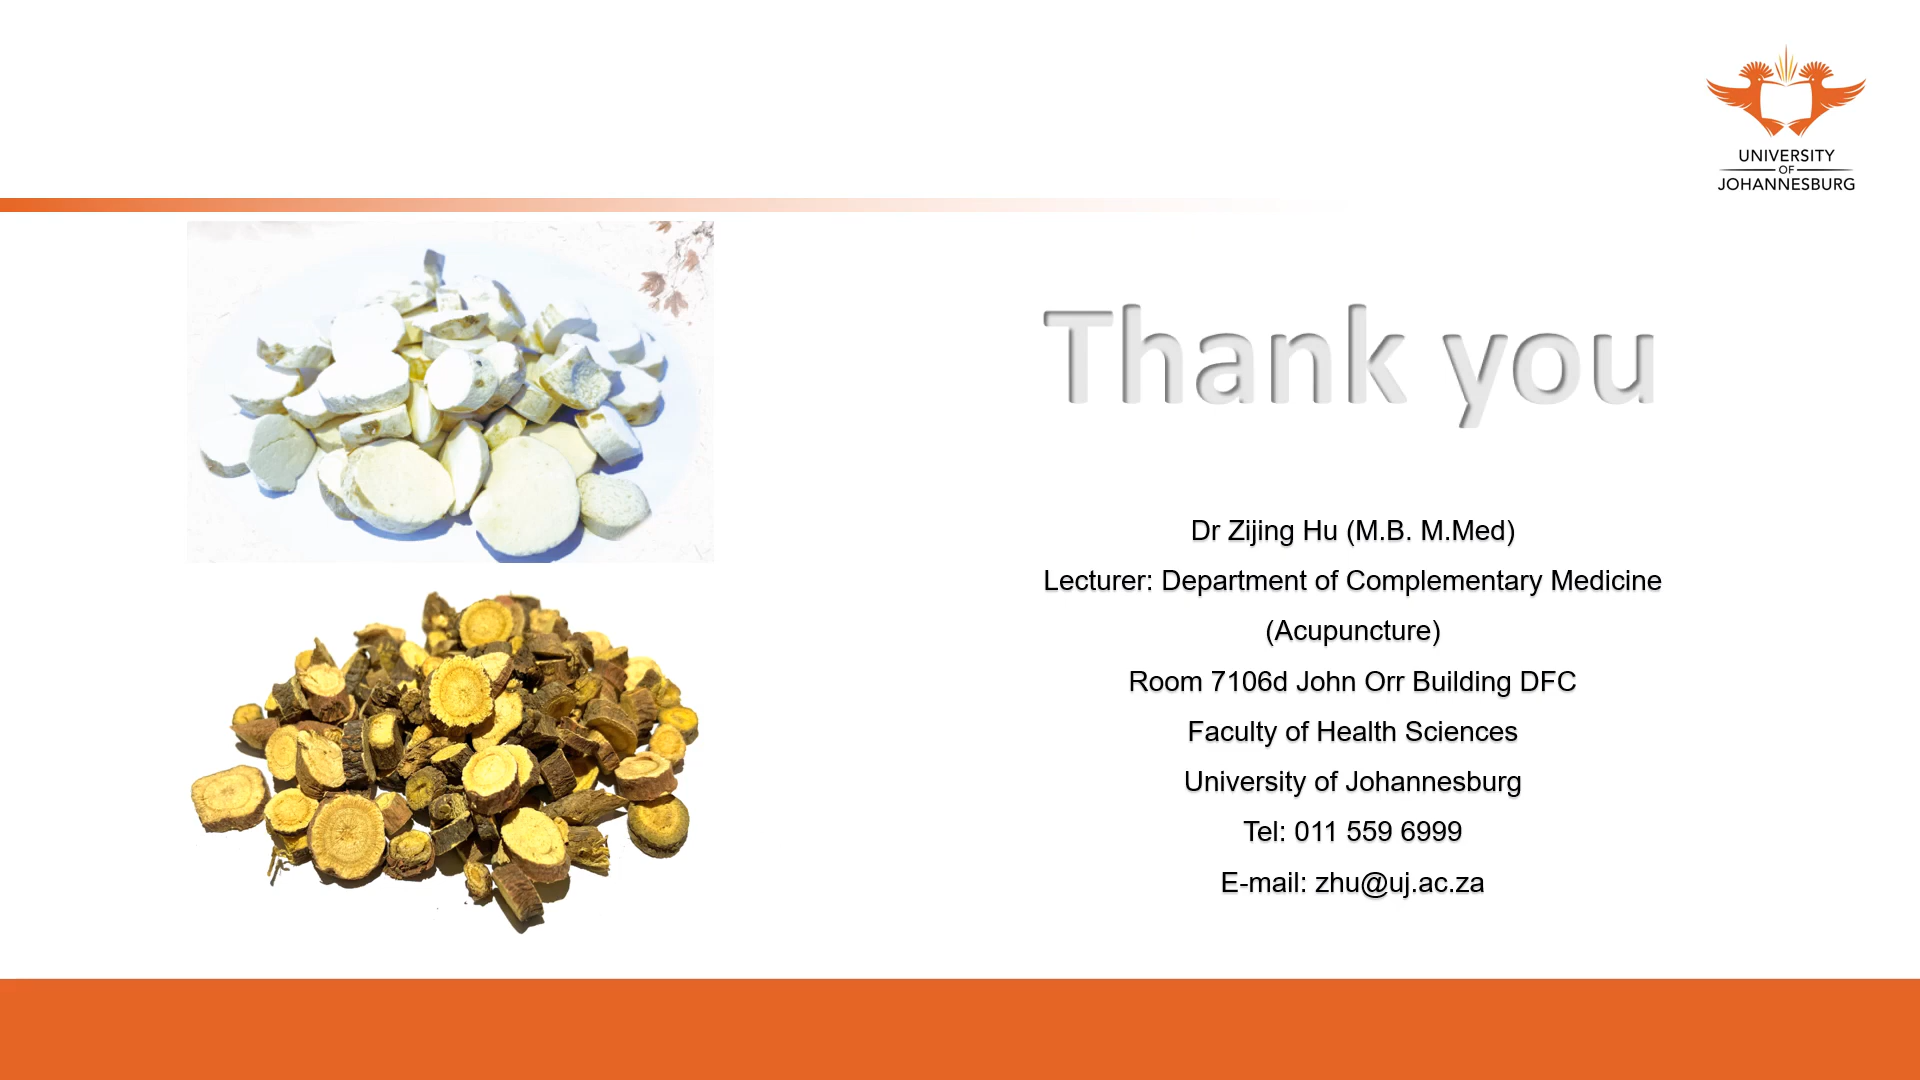 UNIVERSITY
OF
JOHANNESBURG
Thank you
Dr Zijing Hu (M.B. M.Med)
Lecturer: Department of Complementary Medicine
(Acupuncture)
Room 7106d John Orr Building DFC
Faculty of Health Sciences
University of Johannesburg
Tel: 011 559 6999
E-mail: zhu@uj.ac.za